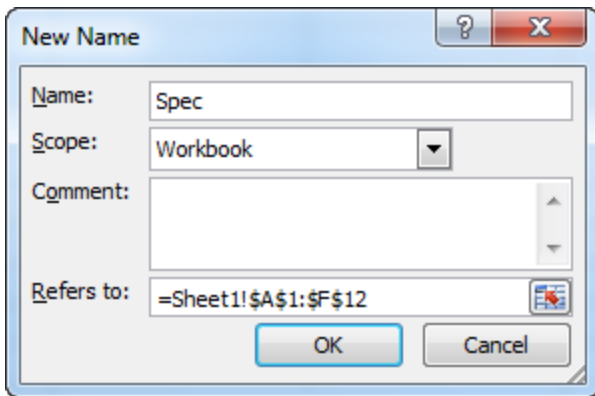 New Name
Name: Spec
Scope: Workbook
Comment:
Refers to: =Sheet1!$A$1:$F$12
OK Cancel